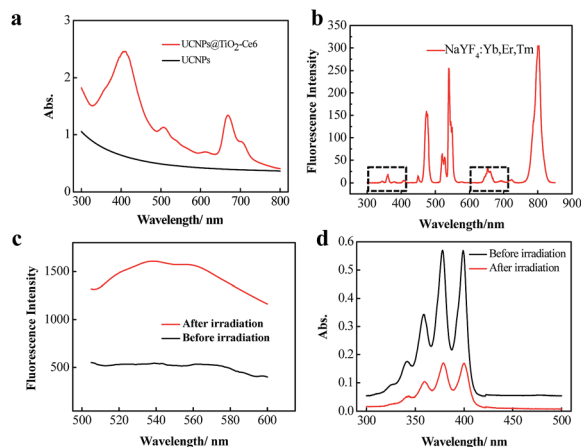 a
UCNPs@TiO2-Ce6
UCNPs
Abs.
3
2
1
0
300 400 500 600 700 800
Wavelength/ nm
b
NaYF4:Yb,Er,Tm
Fluorescence Intensity
350
300
250
200
150
100
50
0
300 400 500 600 700 800 900
Wavelength/ nm
c
After irradiation
Before irradiation
Fluorescence Intensity
1500
1000
500
500 520 540 560 580 600
Wavelength/ nm
d
Before irradiation
After irradiation
Abs.
0.6
0.5
0.4
0.3
0.2
0.1
0.0
300 350 400 450 500
Wavelength/ nm